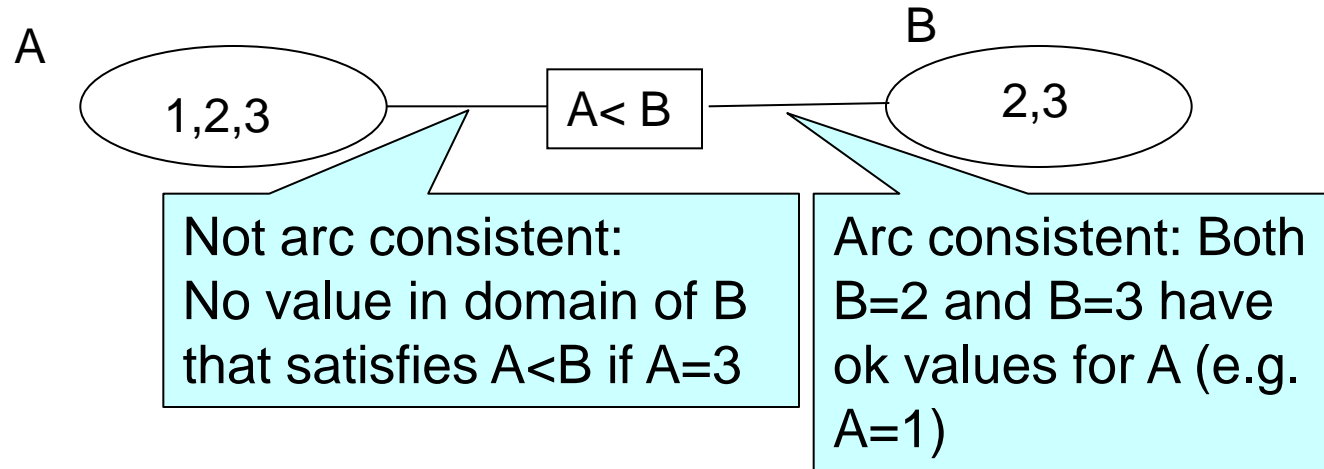 A
B
1,2,3
A< B
2,3
Not arc consistent:
No value in domain of B
that satisfies A<B if A=3
Arc consistent: Both
B=2 and B=3 have
ok values for A (e.g.
A=1)